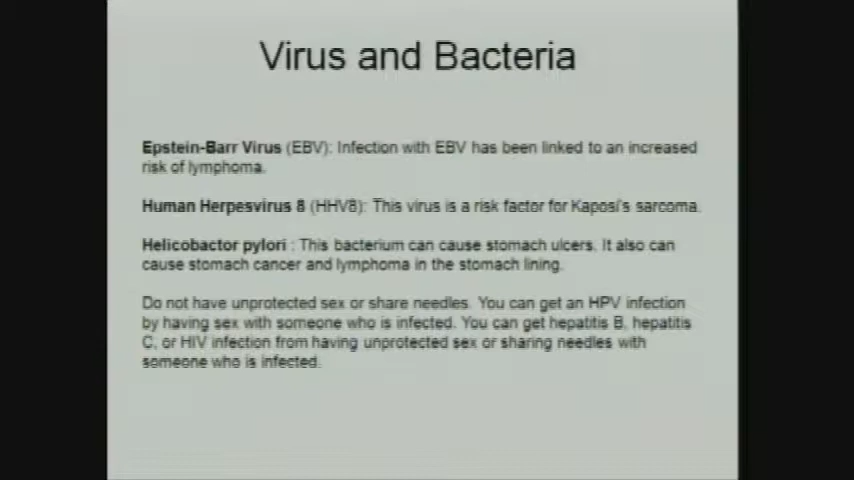 Virus and Bacteria
Epstein-Barr Virus (EBV): Infection with EBV has been linked to an increased
risk of lymphoma.
Human Herpesvirus 8 (HHV8): This virus is a risk factor for Kaposi's sarcoma.
Helicobactor pylori : This bacterium can cause stomach ulcers. It also can
cause stomach cancer and lymphoma in the stomach lining.
Do not have unprotected sex or share needles. You can get an HPV infection
by having sex with someone who is infected. You can get hepatitis B, hepatitis
C, or HIV infection from having unprotected sex or sharing needles with
someone who is infected.